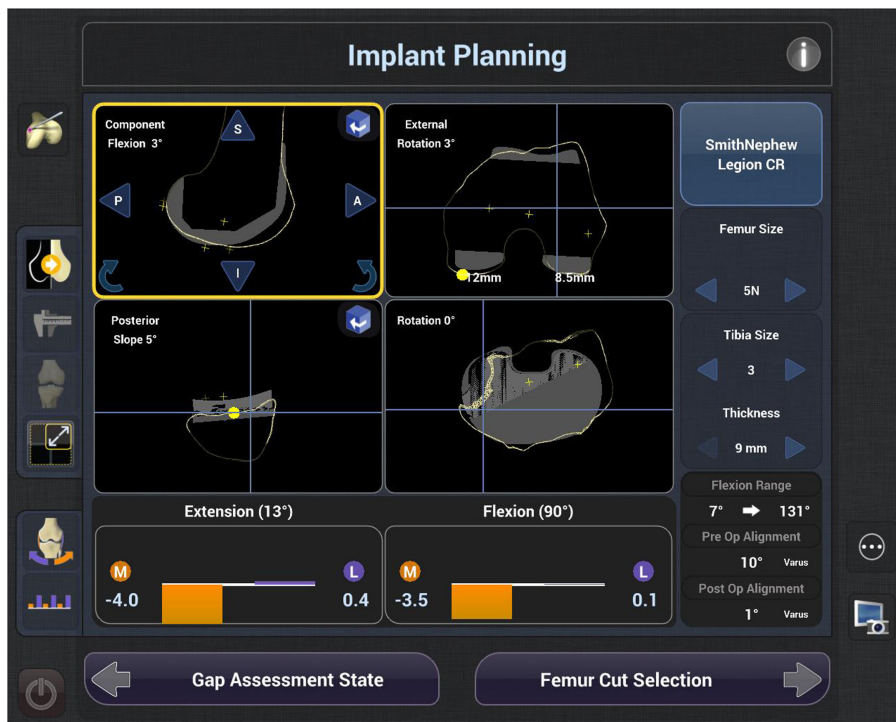 Implant Planning
i
Component
Flexion 3°
S
P
A
I
External
Rotation 3°
12mm
8.5mm
SmithNephew
Legion CR
Femur Size
5N
Posterior
Slope 5°
Rotation 0°
Tibia Size
3
Thickness
9 mm
Flexion Range
7° 131°
Pre Op Alignment
10° Varus
Post Op Alignment
1° Varus
Extension (13°)
M
L
-4.0
0.4
Flexion (90°)
M
L
-3.5
0.1
Gap Assessment State
Femur Cut Selection